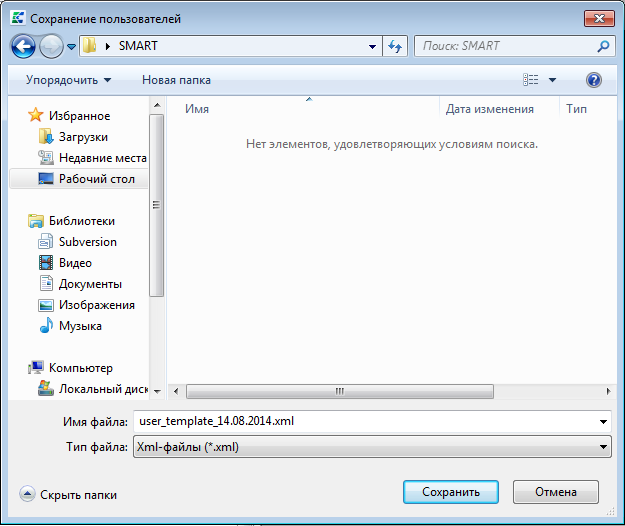 Сохранение пользователей
SMART
Поиск: SMART
Упорядочить
Новая папка
Избранное
Загрузки
Недавние места
Рабочий стол
Библиотеки
Subversion
Видео
Документы
Изображения
Музыка
Компьютер
Локальный диск
Имя
Дата изменения
Тип
Нет элементов, удовлетворяющих условиям поиска.
Имя файла: user_template_14.08.2014.xml
Тип файла: Xml-файлы (*.xml)
Скрыть папки
Сохранить
Отмена